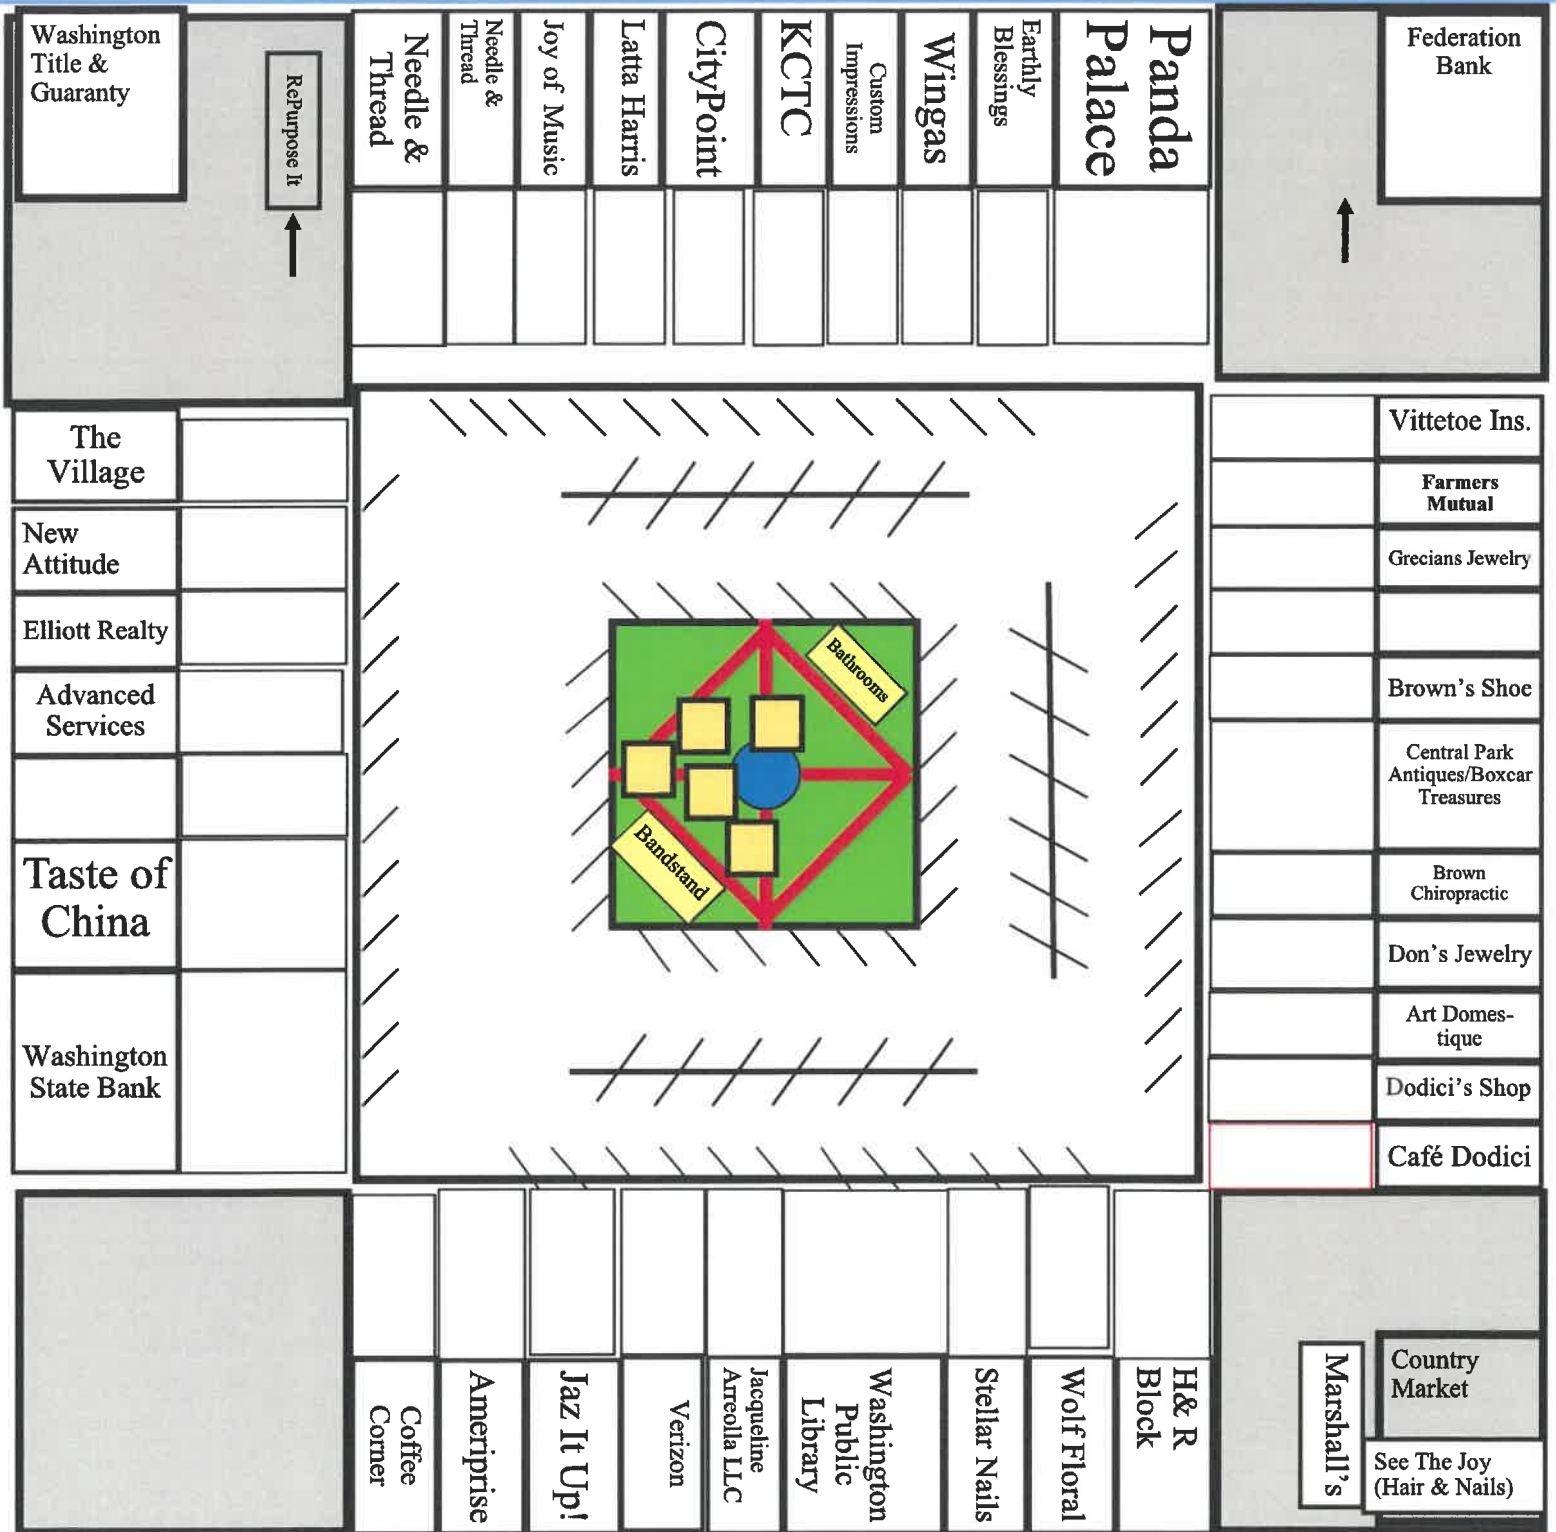 Washington
Title &
Guaranty
RePurpose It
Needle &
Thread
Needle &
Thread
Joy of Music
Latta Harris
CityPoint
KCTC
Custom
Impressions
Wingas
Earthly
Blesssings
Panda
Palace
Federation
Bank
The
Village
New
Attitude
Elliott Realty
Advanced
Services
Taste of
China
Washington
State Bank
Bathrooms
Bandstand
Vittetoe Ins.
Farmers
Mutual
Grecians Jewelry
Brown's Shoe
Central Park
Antiques/Boxcar
Treasures
Brown
Chiropractic
Don's Jewelry
Art Domes-
tique
Dodici's Shop
Café Dodici
Coffee
Corner
Ameriprise
Jaz It Up!
Verizon
Jacqueline
Arreolla LLC
Washington
Public
Library
Stellar Nails
Wolf Floral
H& R
Block
Marshall's
Country
Market
See The Joy
(Hair & Nails)